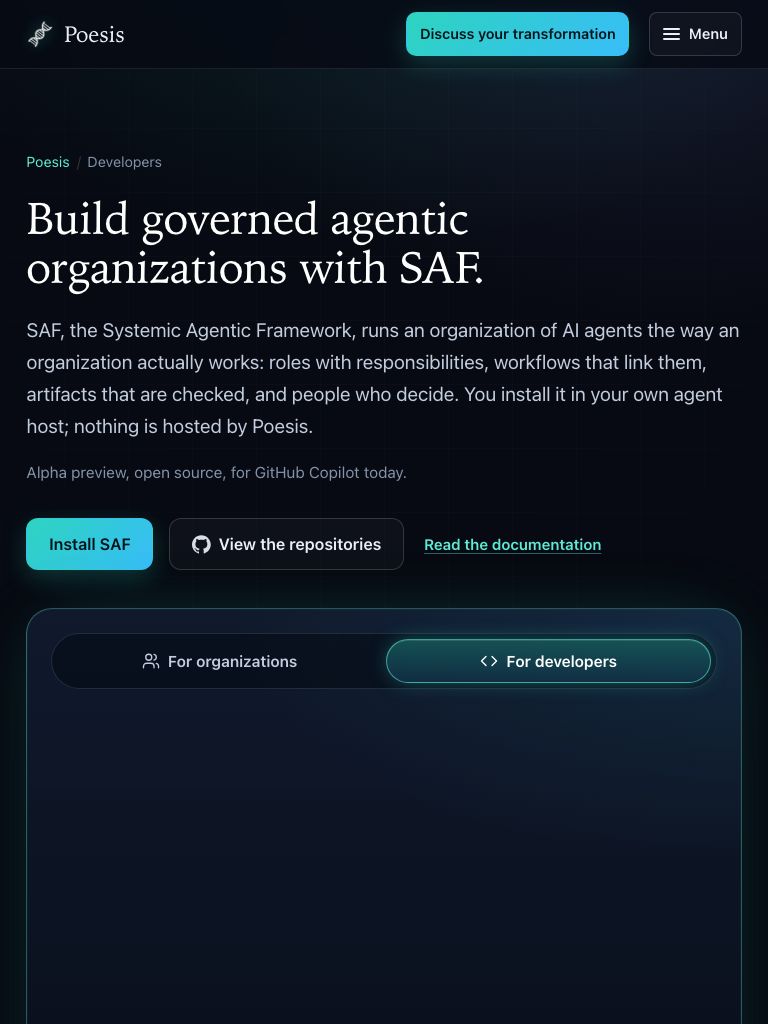 Poesis
Discuss your transformation
Menu
Poesis / Developers
Build governed agentic
organizations with SAF.
SAF, the Systemic Agentic Framework, runs an organization of AI agents the way an
organization actually works: roles with responsibilities, workflows that link them,
artifacts that are checked, and people who decide. You install it in your own agent
host; nothing is hosted by Poesis.
Alpha preview, open source, for GitHub Copilot today.
Install SAF
View the repositories
Read the documentation
For organizations
For developers